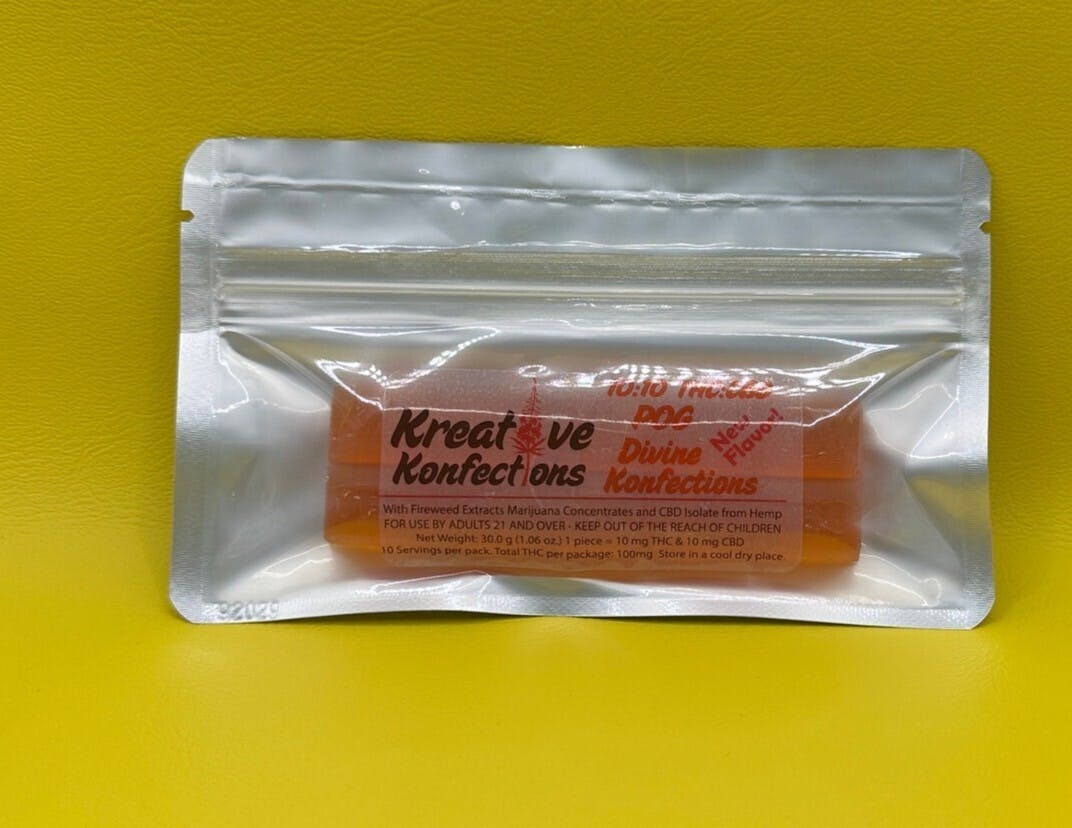 Kreative
Konfections
10:10 THC:CBD
POG
Divine
Konfections
New
Flavor!
With Fireweed Extracts Marijuana Concentrates and CBD Isolate from Hemp
FOR USE BY ADULTS 21 AND OVER - KEEP OUT OF THE REACH OF CHILDREN
Net Weight: 30.0 g (1.06 oz.) 1 piece = 10 mg THC & 10 mg CBD
10 Servings per pack. Total THC per package: 100mg Store in a cool dry place.